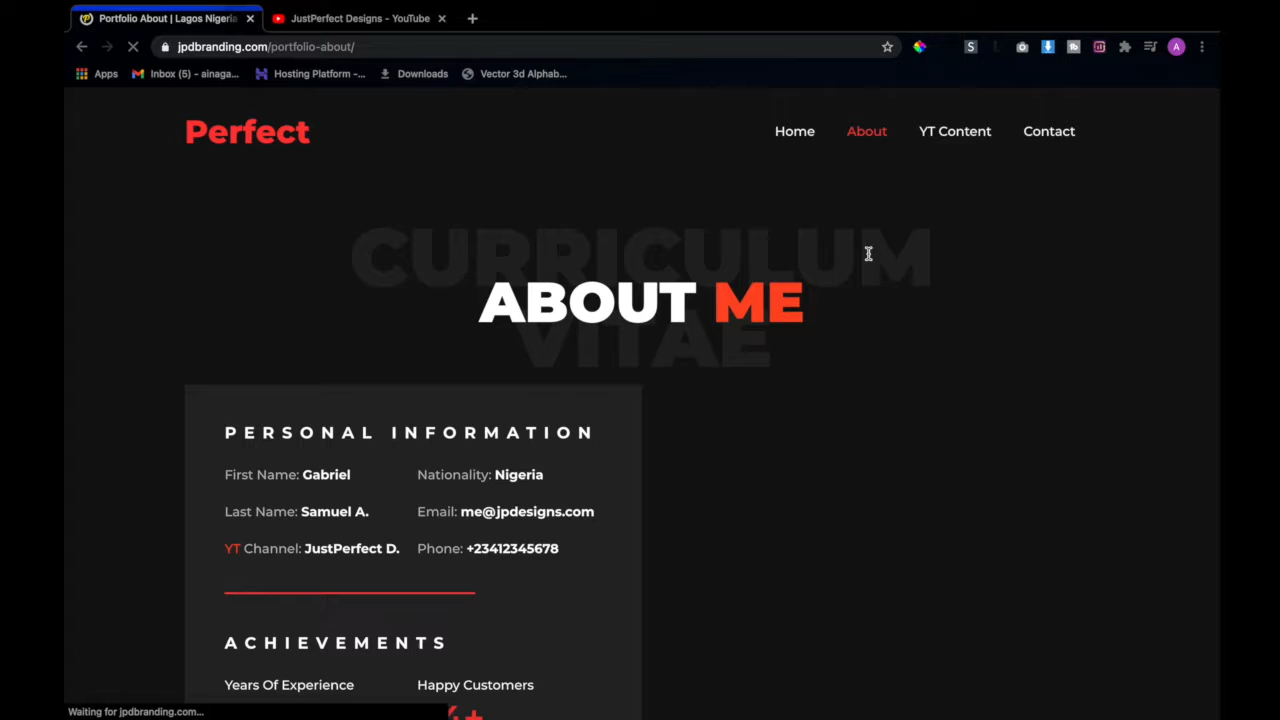 Portfolio About | Lagos Nigeria
JustPerfect Designs - YouTube
jpdbranding.com/portfolio-about/
S
A
Apps
Inbox (5) - ainaga...
Hosting Platform -...
Downloads
Vector 3d Alphab...
Perfect
Home
About
YT Content
Contact
CURRICULUM
ABOUT ME
VITAE
PERSONAL INFORMATION
First Name: Gabriel
Nationality: Nigeria
Last Name: Samuel A.
Email: me@jpdesigns.com
YT Channel: JustPerfect D.
Phone: +23412345678
ACHIEVEMENTS
Years Of Experience
Happy Customers
Waiting for jpdbranding.com...